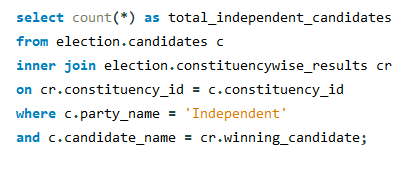 select count(*) as total_independent_candidates
from election.candidates c
inner join election.constituencywise_results cr
on cr.constituency_id = c.constituency_id
where c.party_name = 'Independent'
and c.candidate_name = cr.winning_candidate;